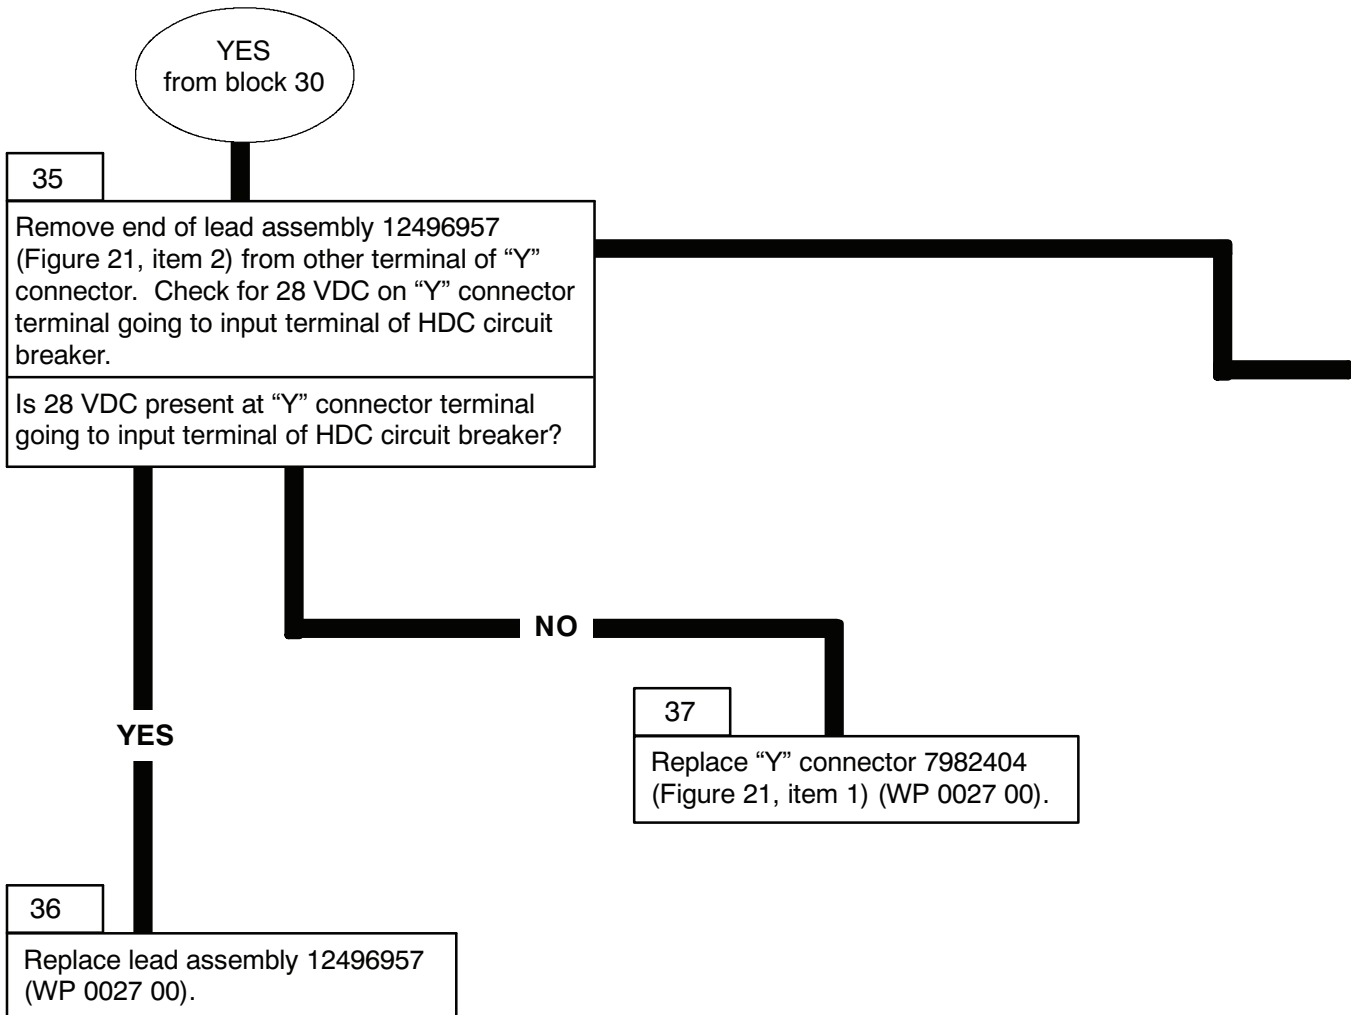 YES
from block 30
35
Remove end of lead assembly 12496957
(Figure 21, item 2) from other terminal of “Y”
connector.  Check for 28 VDC on “Y” connector
terminal going to input terminal of HDC circuit
breaker.
Is 28 VDC present at “Y” connector terminal
going to input terminal of HDC circuit breaker?
NO
YES
37
Replace “Y” connector 7982404
(Figure 21, item 1) (WP 0027 00).
36
Replace lead assembly 12496957
(WP 0027 00).